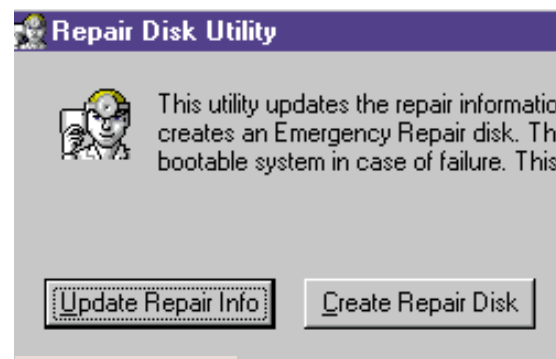 Repair Disk Utility
This utility updates the repair informatio
creates an Emergency Repair disk. Th
bootable system in case of failure. This
Update Repair Info Create Repair Disk